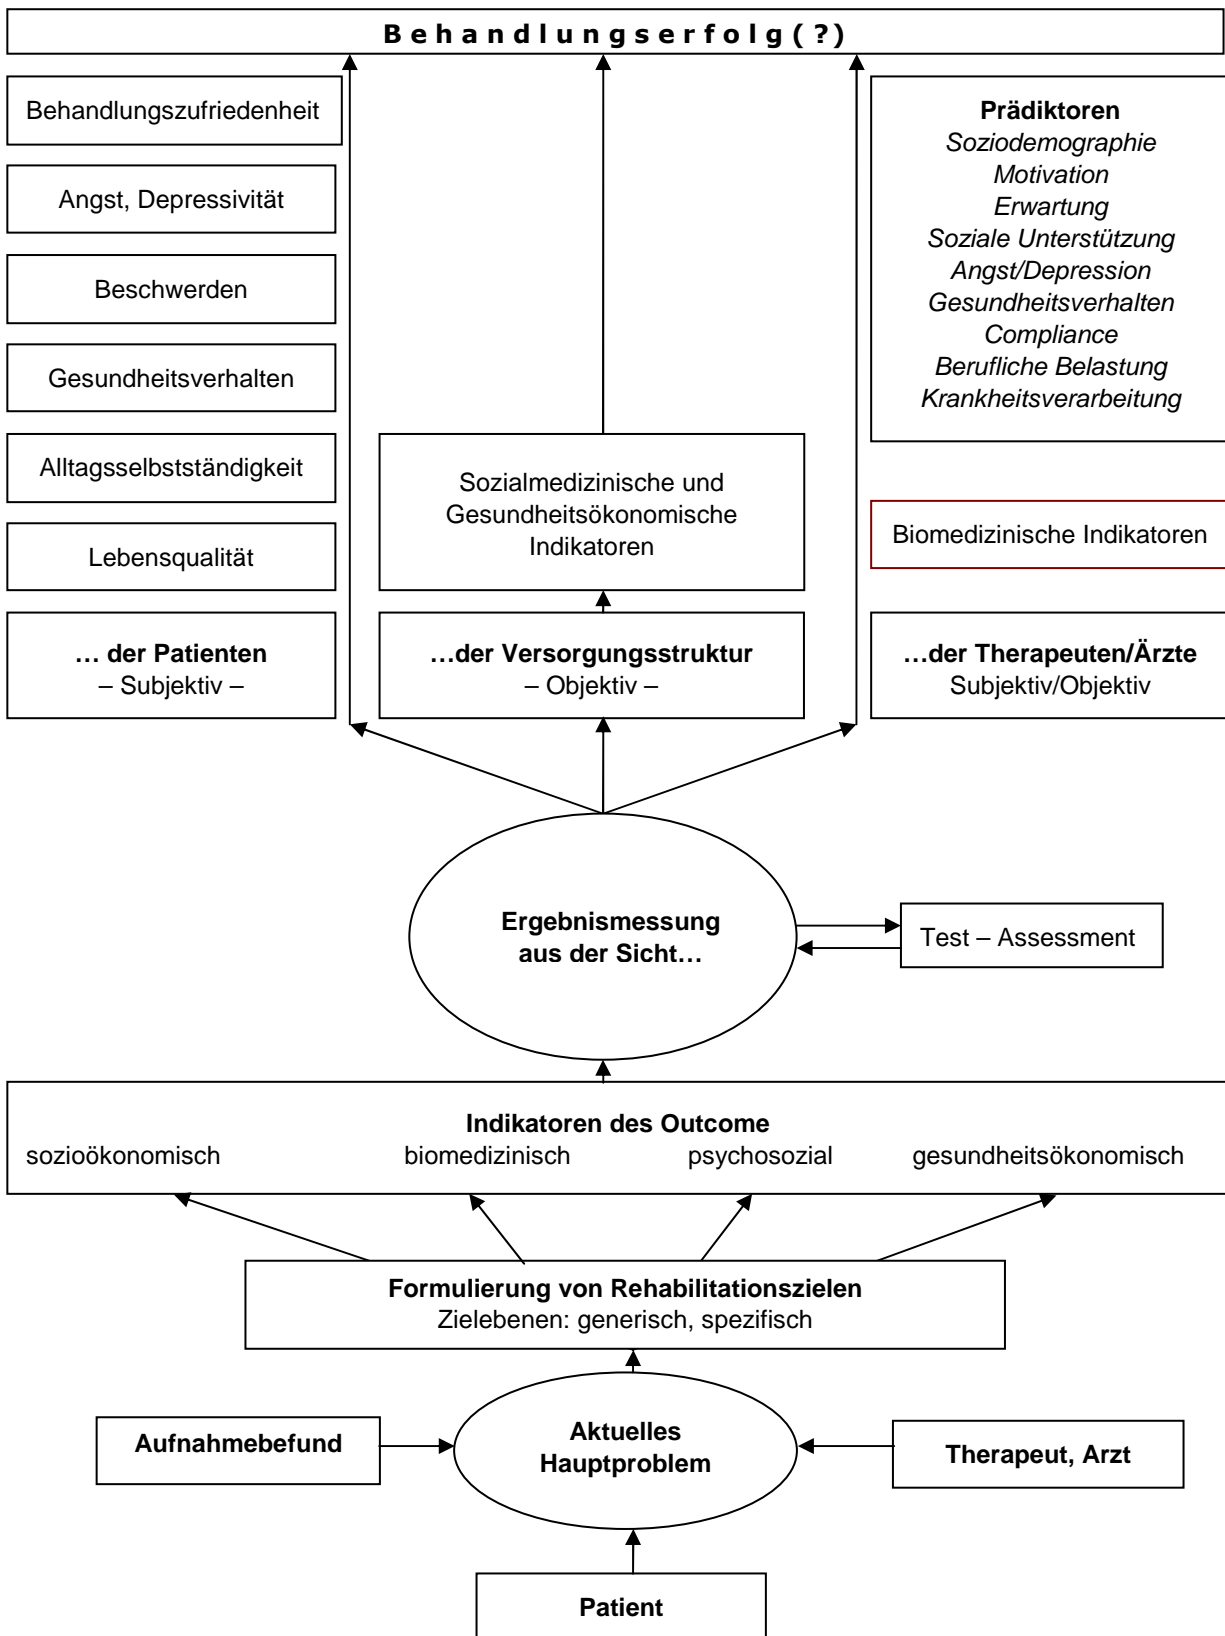 Behandlungserfolg(?)
Behandlungszufriedenheit
Angst, Depressivität
Beschwerden
Gesundheitsverhalten
Alltagsselbstständigkeit
Lebensqualität
… der Patienten
– Subjektiv –
Sozialmedizinische und
Gesundheitsökonomische
Indikatoren
…der Versorgungsstruktur
– Objektiv –
Prädiktoren
Soziodemographie
Motivation
Erwartung
Soziale Unterstützung
Angst/Depression
Gesundheitsverhalten
Compliance
Berufliche Belastung
Krankheitsverarbeitung
Biomedizinische Indikatoren
…der Therapeuten/Ärzte
Subjektiv/Objektiv
Ergebnismessung
aus der Sicht…
Test – Assessment
Indikatoren des Outcome
sozioökonomisch biomedizinisch psychosozial gesundheitsökonomisch
Formulierung von Rehabilitationszielen
Zielebenen: generisch, spezifisch
Aufnahmebefund
Aktuelles
Hauptproblem
Therapeut, Arzt
Patient